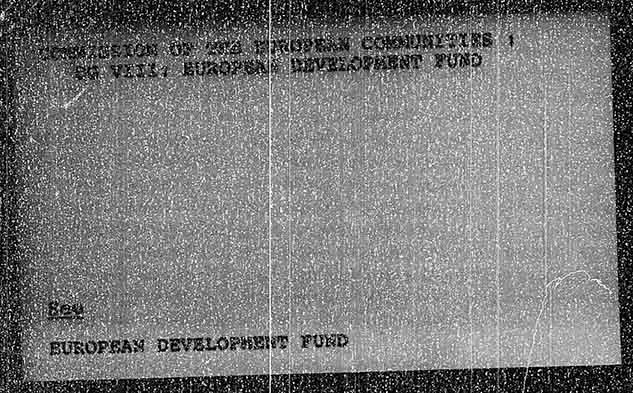 COMMISSION OF THE EUROPEAN COMMUNITIES :
DG VIII, EUROPEAN DEVELOPMENT FUND
See
EUROPEAN DEVELOPMENT FUND